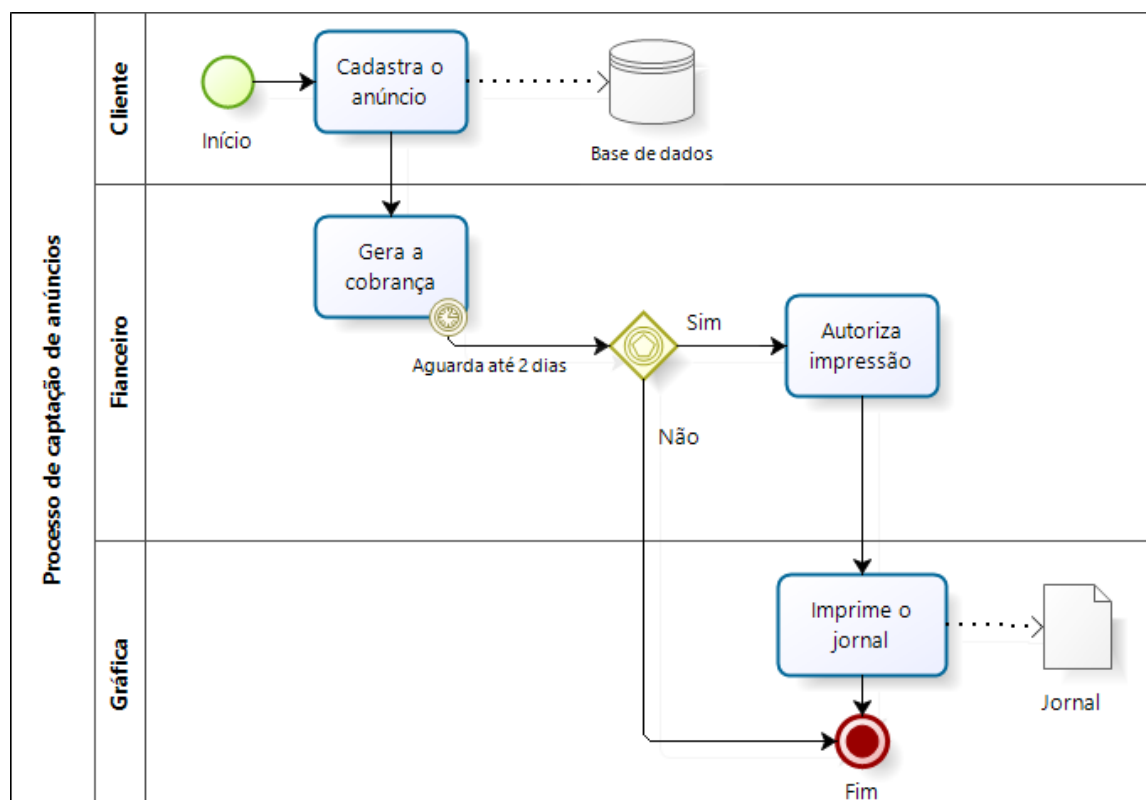 Processo de captação de anúncios
Cliente
Início
Cadastra o
anúncio
Base de dados
Fianceiro
Gera a
cobrança
Aguarda até 2 dias
Sim
Não
Autoriza
impressão
Gráfica
Imprime o
jornal
Jornal
Fim